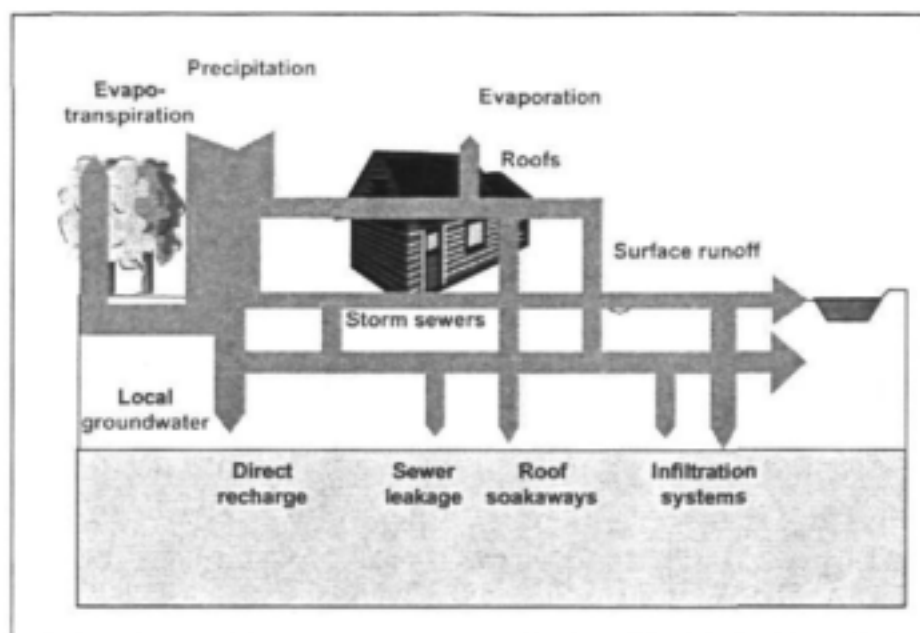 Precipitation
Evapo-
transpiration
Evaporation
Roofs
Surface runoff
Storm sewers
Local
groundwater
Direct
recharge
Sewer
leakage
Roof
soakaways
Infiltration
systems